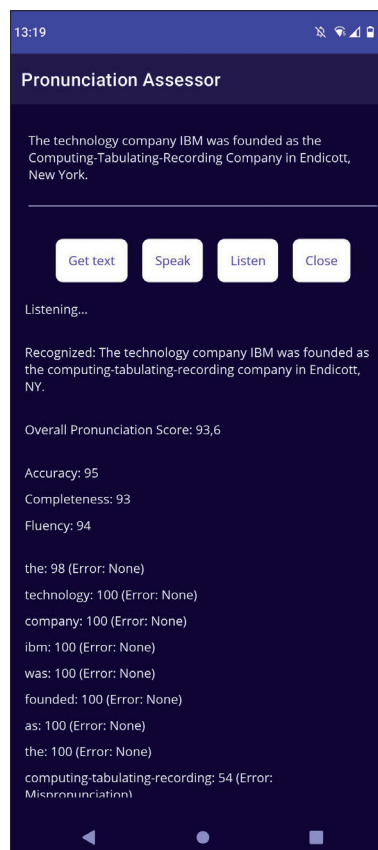 13:19
Pronunciation Assessor
The technology company IBM was founded as the
Computing-Tabulating-Recording Company in Endicott,
New York.
Get text Speak Listen Close
Listening...
Recognized: The technology company IBM was founded as
the computing-tabulating-recording company in Endicott,
NY.
Overall Pronunciation Score: 93,6
Accuracy: 95
Completeness: 93
Fluency: 94
the: 98 (Error: None)
technology: 100 (Error: None)
company: 100 (Error: None)
ibm: 100 (Error: None)
was: 100 (Error: None)
founded: 100 (Error: None)
as: 100 (Error: None)
the: 100 (Error: None)
computing-tabulating-recording: 54 (Error:
Mispronunciation)